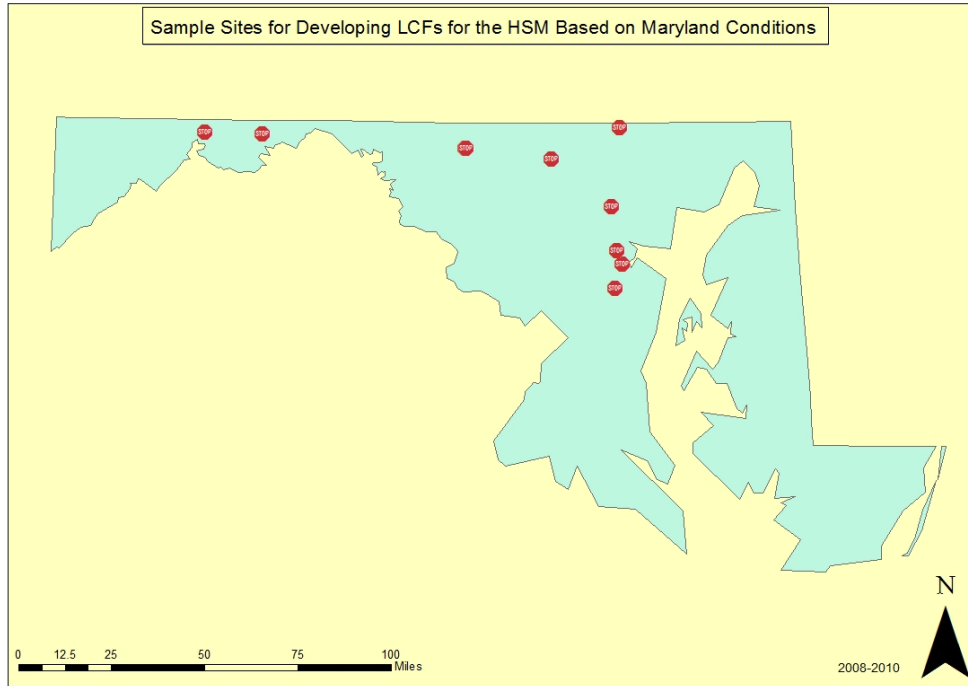 Sample Sites for Developing LCFs for the HSM Based on Maryland Conditions
STOP
STOP
STOP
STOP
STOP
STOP
STOP
STOP
STOP
N
0 12.5 25 50 75 100
Miles
2008-2010